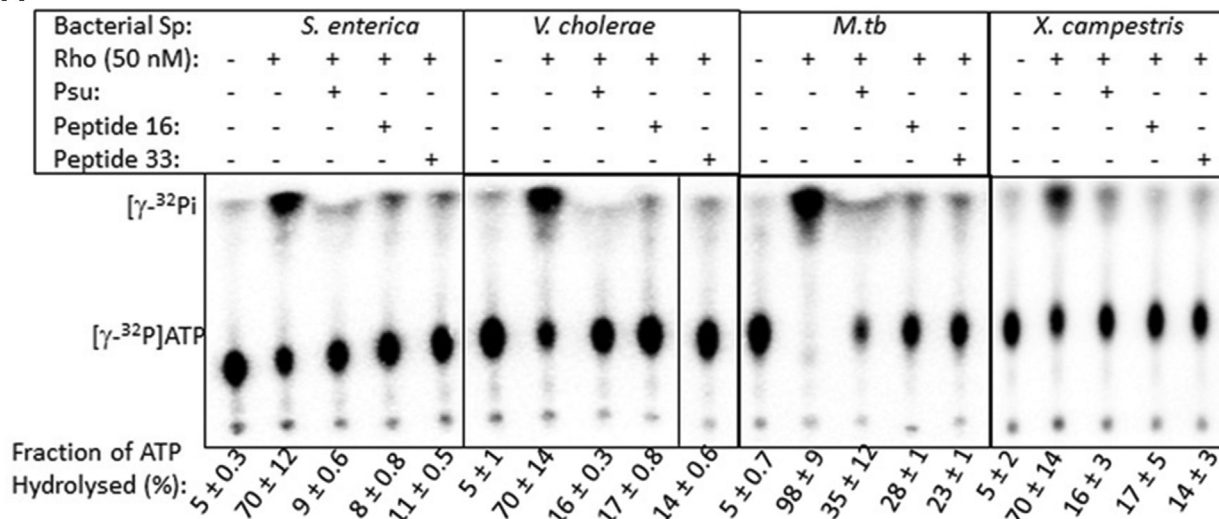 Bacterial Sp: S. enterica V. cholerae M.tb X. campestris
Rho (50 nM): - + + + + - + + + + - + + + + - + + + +
Psu: - - + - - - - + - - - - + - - - - + - -
Peptide 16: - - - + - - - - + - - - - + - - - - + -
Peptide 33: - - - - + - - - - + - - - - + - - - - +
[γ-³²Pi
[γ-³²P]ATP
Fraction of ATP
Hydrolysed (%): 5 ± 0.3 70 ± 12 9 ± 0.6 8 ± 0.8 11 ± 0.5 5 ± 1 70 ± 14 16 ± 0.3 17 ± 0.8 14 ± 0.6 5 ± 0.7 98 ± 9 35 ± 12 28 ± 1 23 ± 1 5 ± 2 70 ± 14 16 ± 3 17 ± 5 14 ± 3